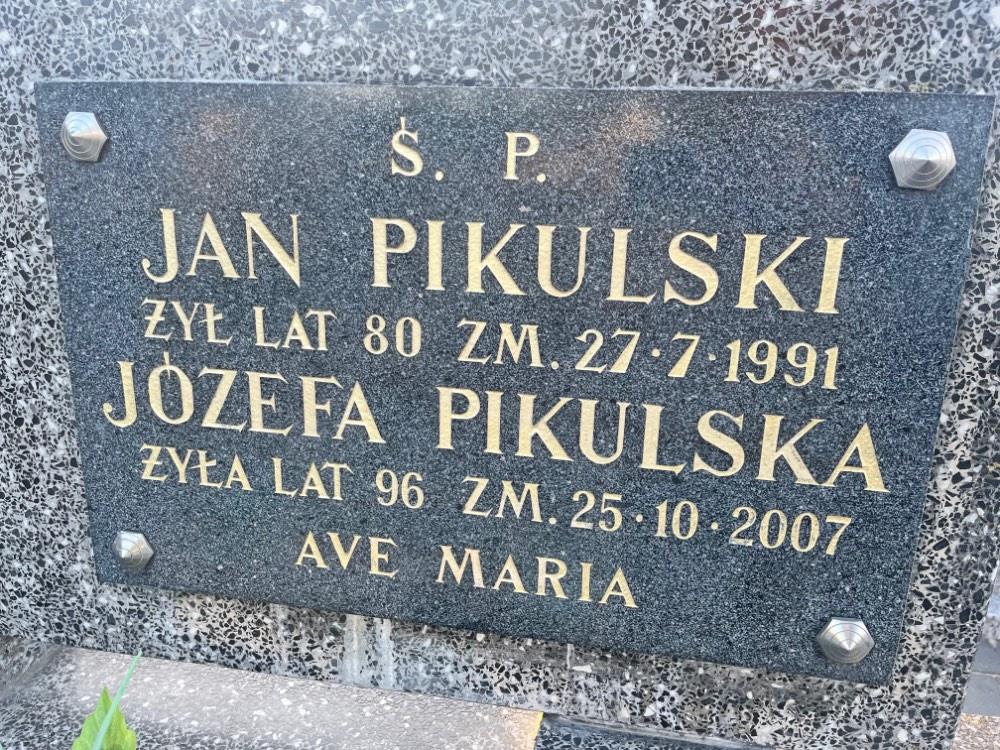 Ś. P.
JAN PIKULSKI
ŻYŁ LAT 80 ZM. 27·7·1991
JÓZEFA PIKULSKA
ŻYŁA LAT 96 ZM. 25·10·2007
AVE MARIA